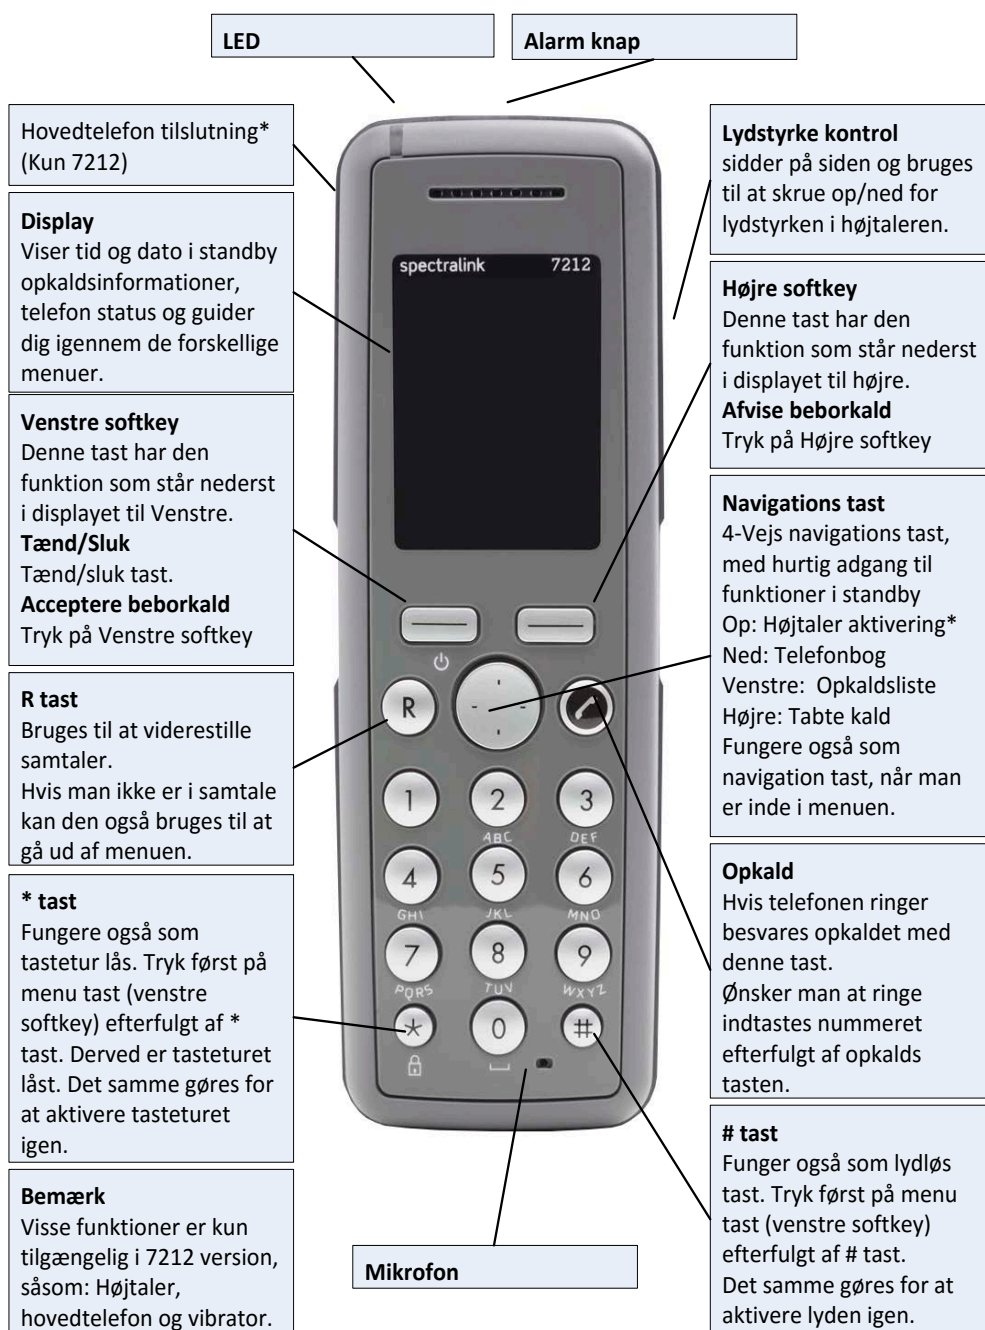 LED
Alarm knap
Hovedtelefon tilslutning*
(Kun 7212)
Display
Viser tid og dato i standby
opkaldsinformationer,
telefon status og guider
dig igennem de forskellige
menuer.
Venstre softkey
Denne tast har den
funktion som står nederst
i displayet til Venstre.
Tænd/Sluk
Tænd/sluk tast.
Acceptere beborkald
Tryk på Venstre softkey
R tast
Bruges til at viderestille
samtaler.
Hvis man ikke er i samtale
kan den også bruges til at
gå ud af menuen.
* tast
Fungere også som
tastetur lås. Tryk først på
menu tast (venstre
softkey) efterfulgt af *
tast. Derved er tasteturet
låst. Det samme gøres for
at aktivere tasteturet
igen.
Bemærk
Visse funktioner er kun
tilgængelig i 7212 version,
såsom: Højtaler,
hovedtelefon og vibrator.
spectralink 7212
R
1 2 3
ABC DEF
4 5 6
GHI JKL MNO
7 8 9
PQRS TUV WXYZ
* 0 #
Mikrofon
Lydstyrke kontrol
sidder på siden og bruges
til at skrue op/ned for
lydstyrken i højtaleren.
Højre softkey
Denne tast har den
funktion som står nederst
i displayet til højre.
Afvise beborkald
Tryk på Højre softkey
Navigations tast
4-Vejs navigations tast,
med hurtig adgang til
funktioner i standby
Op: Højtaler aktivering*
Ned: Telefonbog
Venstre: Opkaldsliste
Højre: Tabte kald
Fungere også som
navigation tast, når man
er inde i menuen.
Opkald
Hvis telefonen ringer
besvares opkaldet med
denne tast.
Ønsker man at ringe
indtastes nummeret
efterfulgt af opkalds
tasten.
# tast
Funger også som lydløs
tast. Tryk først på menu
tast (venstre softkey)
efterfulgt af # tast.
Det samme gøres for at
aktivere lyden igen.